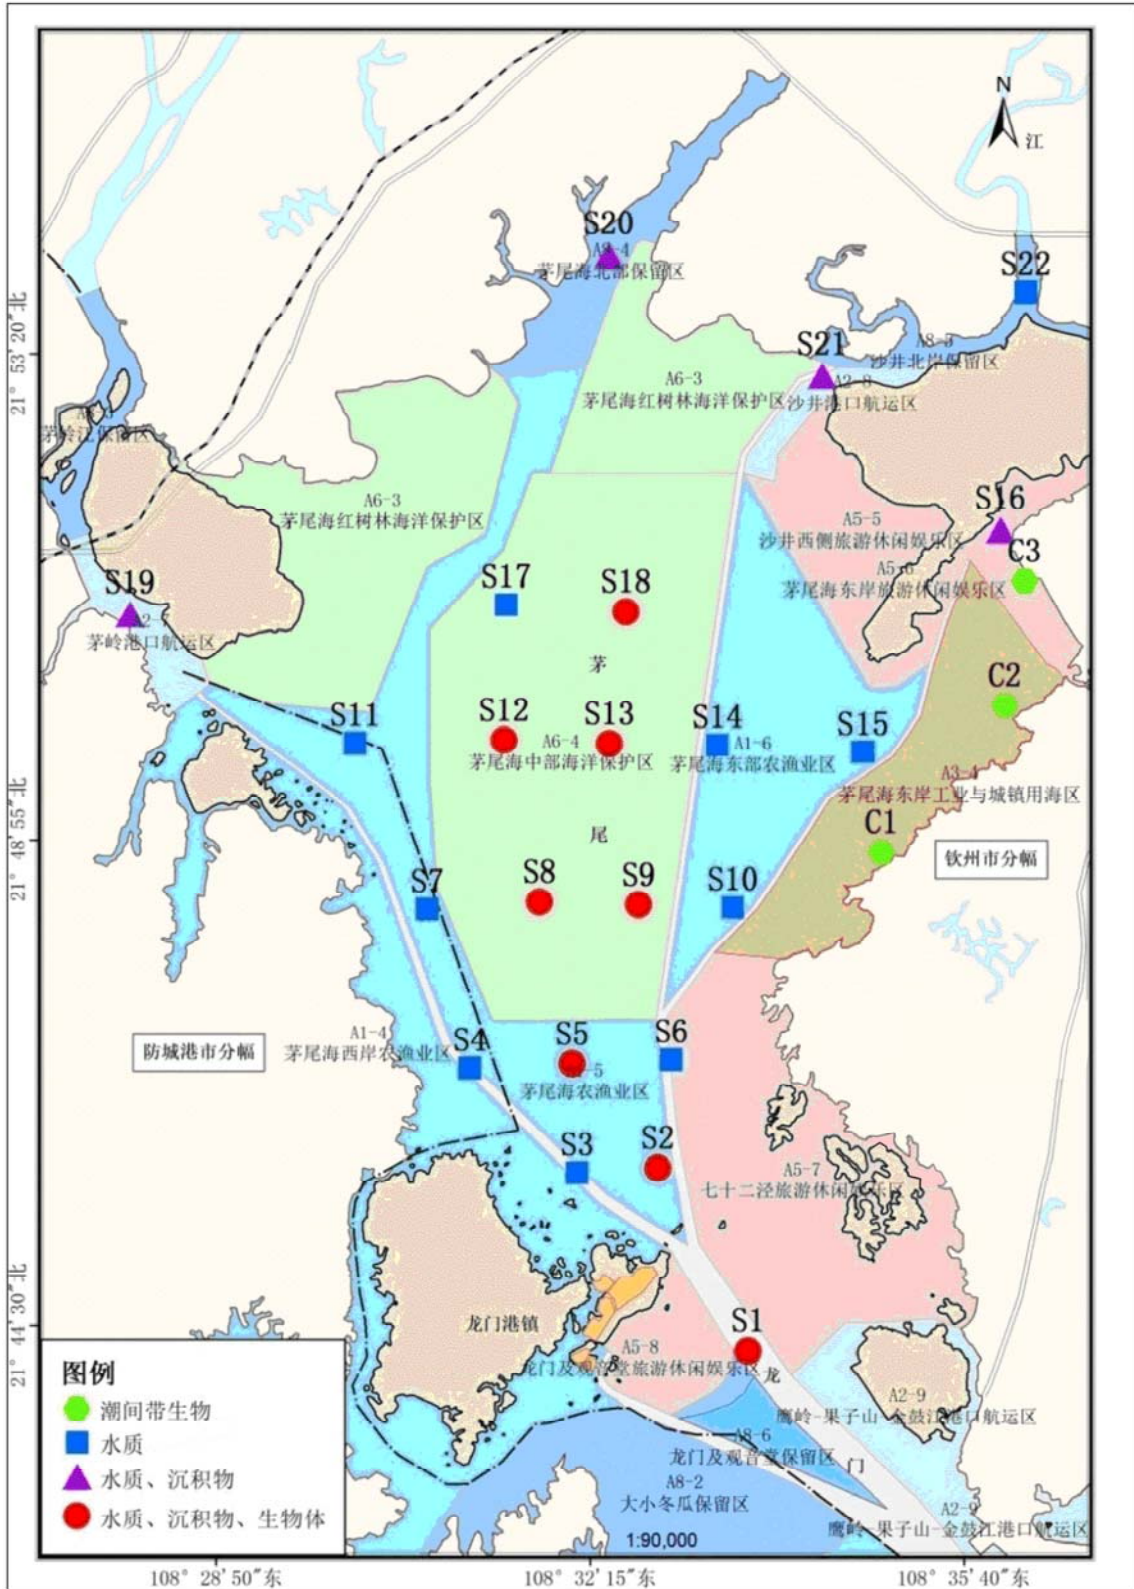 N
江
S20
A8-4
茅尾海北部保留区
S22
21° 53′ 20″北
S21
A8-5
沙井北岸保留区
A6-3
茅尾海红树林海洋保护区
A2-8
沙井港口航运区
茅岭江保留区
A6-3
茅尾海红树林海洋保护区
A5-5
沙井西侧旅游休闲娱乐区
S16
C3
A5-6
茅尾海东岸旅游休闲娱乐区
S19
A2-7
茅岭港口航运区
S17
S18
茅
C2
S11
S12
S13
S14
S15
A6-4
茅尾海中部海洋保护区
A1-6
茅尾海东部农渔业区
A3-4
茅尾海东岸工业与城镇用海区
尾
C1
21° 48′ 55″北
钦州市分幅
S7
S8
S9
S10
防城港市分幅
A1-4
茅尾海西岸农渔业区
S4
S5
S6
茅尾海农渔业区
S3
S2
A5-7
七十二泾旅游休闲娱乐区
21° 44′ 30″北
龙门港镇
S1
A5-8
龙门及观音堂旅游休闲娱乐区
龙
A2-9
鹰岭-果子山-金鼓江港口航运区
A8-6
龙门及观音堂保留区
门
A8-2
大小冬瓜保留区
A2-9
鹰岭-果子山-金鼓江港口航运区
1:90,000
图例
潮间带生物
水质
水质、沉积物
水质、沉积物、生物体
108° 28′ 50″东
108° 32′ 15″东
108° 35′ 40″东